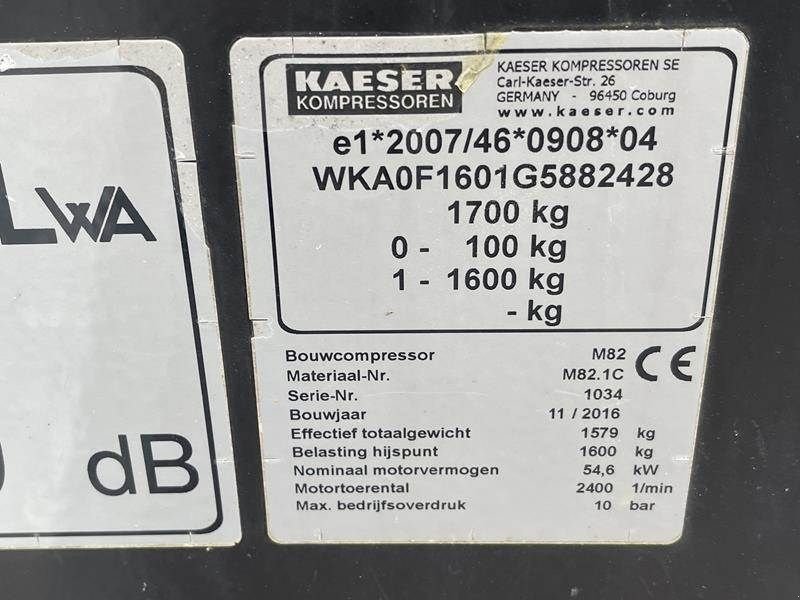 LWA
dB
KAESER
KOMPRESSOREN
KAESER KOMPRESSOREN SE
Carl-Kaeser-Str. 26
GERMANY - 96450 Coburg
www.kaeser.com
e1*2007/46*0908*04
WKA0F1601G5882428
1700 kg
0 - 100 kg
1 - 1600 kg
- kg
Bouwcompressor M82
Materiaal-Nr. M82.1C
CE
Serie-Nr. 1034
Bouwjaar 11 / 2016
Effectief totaalgewicht 1579 kg
Belasting hijspunt 1600 kg
Nominaal motorvermogen 54,6 kW
Motortoerental 2400 1/min
Max. bedrijfsoverdruk 10 bar